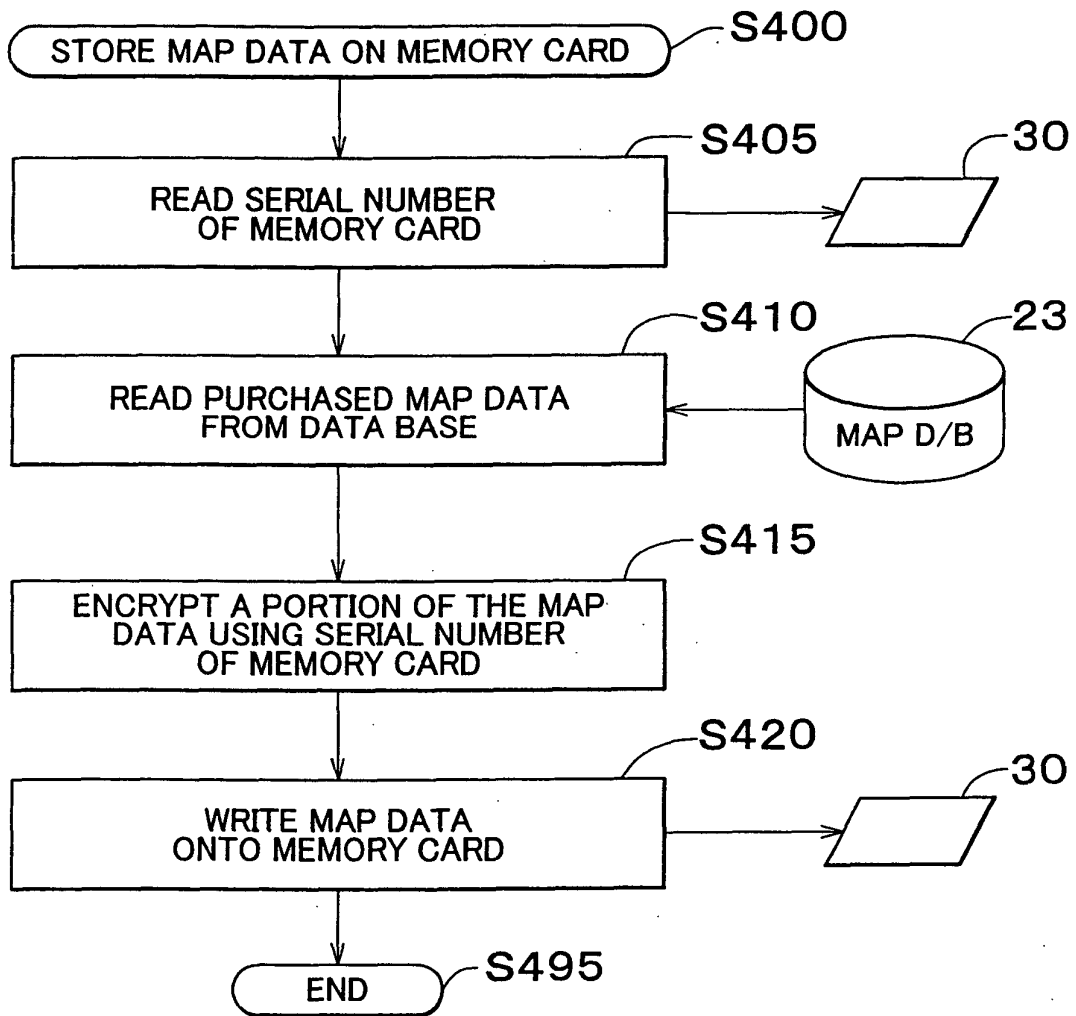 STORE MAP DATA ON MEMORY CARD
S400
S405
30
READ SERIAL NUMBER
OF MEMORY CARD
S410
23
READ PURCHASED MAP DATA
FROM DATA BASE
MAP D/B
S415
ENCRYPT A PORTION OF THE MAP
DATA USING SERIAL NUMBER
OF MEMORY CARD
S420
30
WRITE MAP DATA
ONTO MEMORY CARD
END
S495